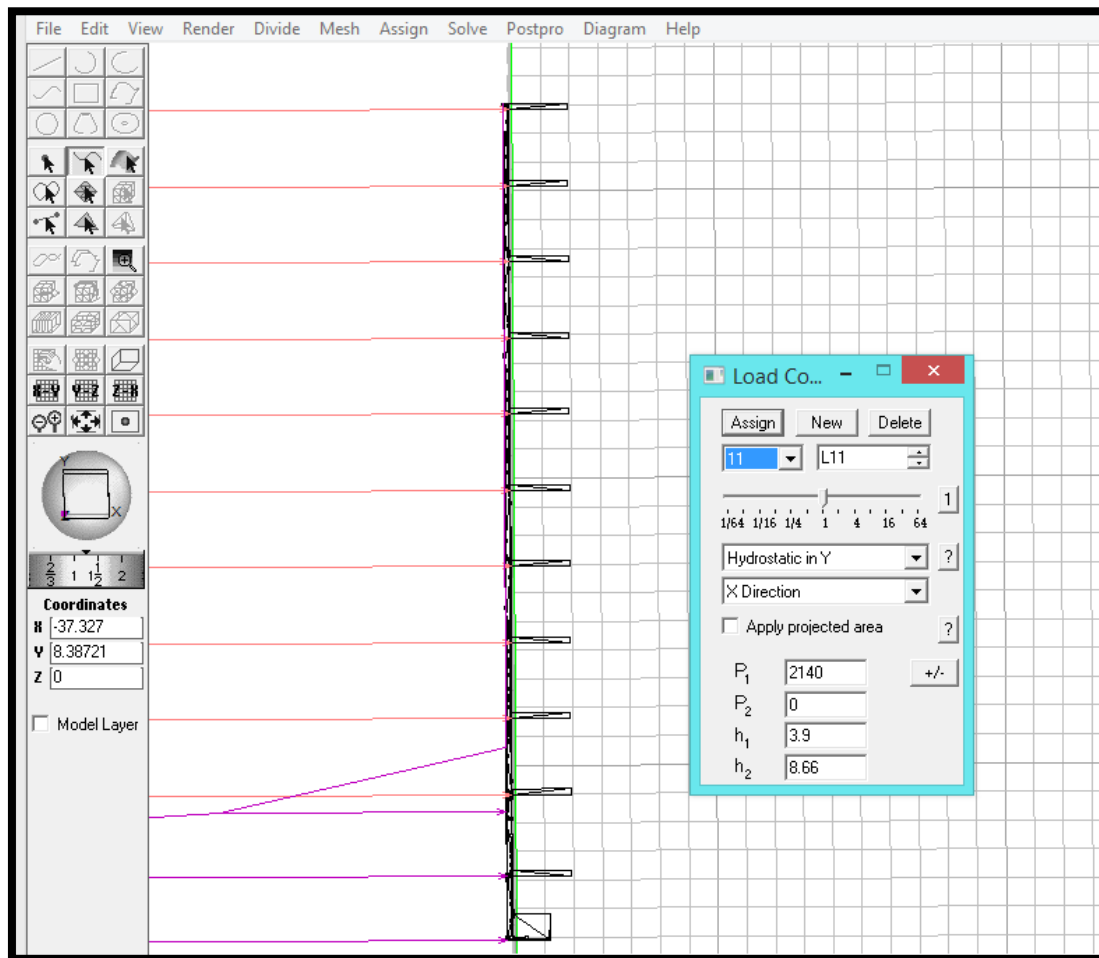 File Edit View Render Divide Mesh Assign Solve Postpro Diagram Help
X-Y Y-Z Z-X
Y
Z X
2/3 1 1 1/2 2
Coordinates
X -37.327
Y 8.38721
Z 0
Model Layer
Load Co...
Assign New Delete
11 L11
1
1/64 1/16 1/4 1 4 16 64
Hydrostatic in Y ?
X Direction
Apply projected area ?
P1 2140 +/-
P2 0
h1 3.9
h2 8.66